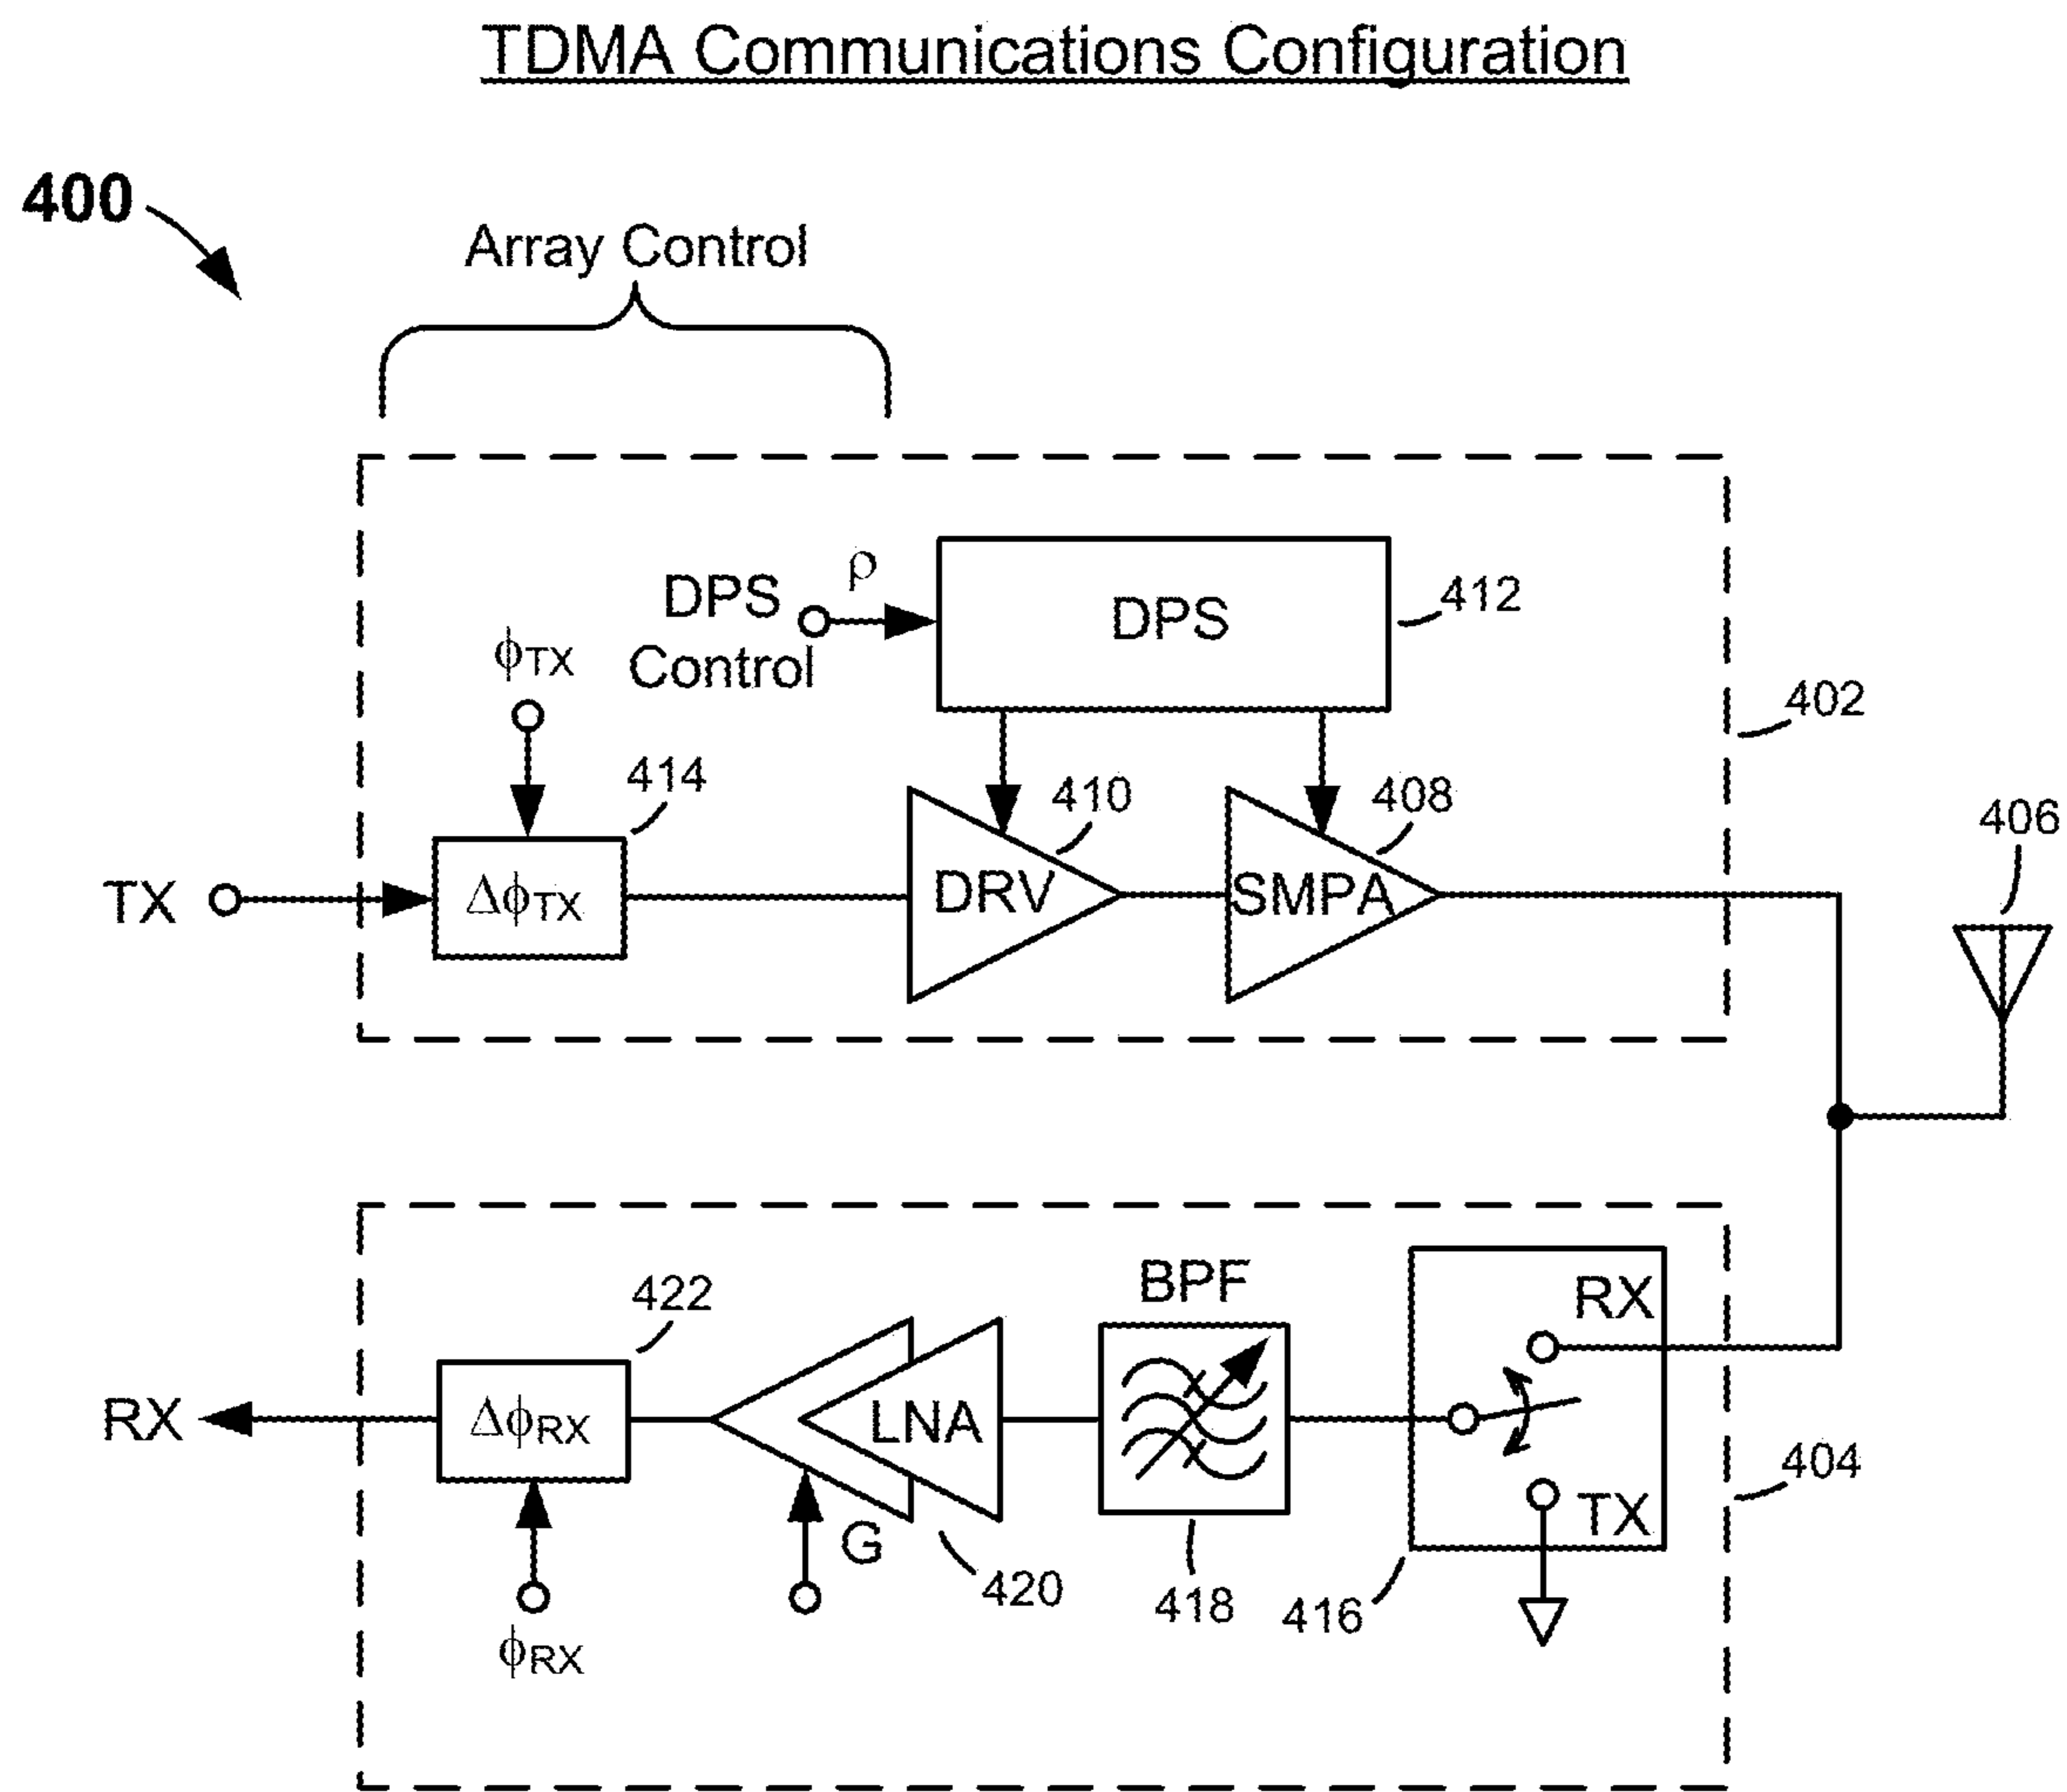 TDMA Communications Configuration
400
Array Control
DPS
Control
ρ
DPS
412
ϕTX
402
414
410
408
406
TX
ΔϕTX
DRV
SMPA
BPF
RX
422
RX
ΔϕRX
LNA
404
TX
G
420
418
416
ϕRX